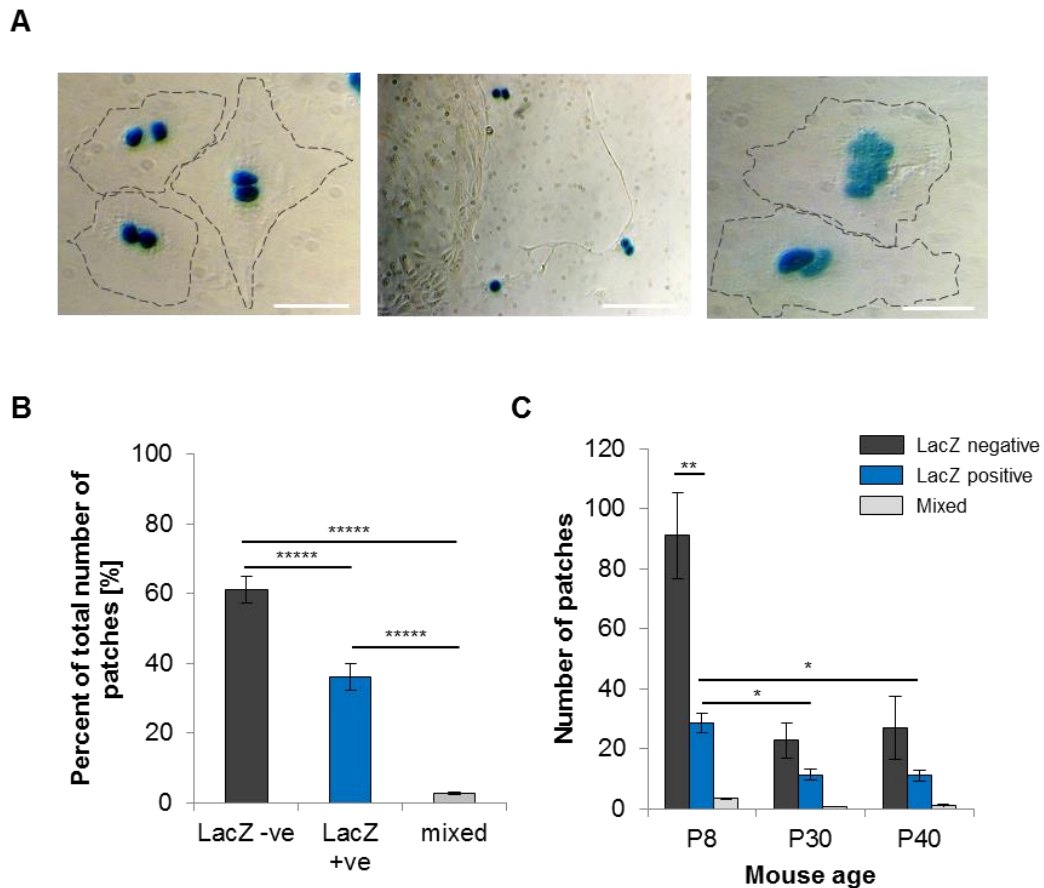 A
B
Percent of total number of
patches [%]
100
80
60
40
20
0
*****
*****
*****
LacZ -ve
LacZ
+ve
mixed
C
Number of patches
120
100
80
60
40
20
0
**
*
*
LacZ negative
LacZ positive
Mixed
P8
P30
P40
Mouse age